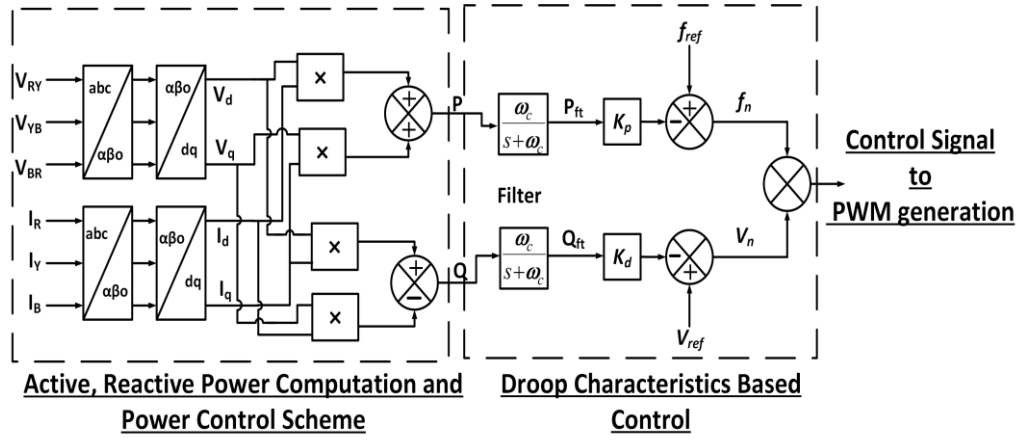 V_RY
V_YB
V_BR
abc
αβo
αβo
dq
V_d
V_q
×
×
+
+
P
I_R
I_Y
I_B
abc
αβo
αβo
dq
I_d
I_q
×
×
+
−
Q
ω_c
s+ω_c
P_ft
K_p
f_ref
−
+
f_n
Filter
ω_c
s+ω_c
Q_ft
K_d
−
+
V_ref
V_n
Control Signal
to
PWM generation
Active, Reactive Power Computation and
Power Control Scheme
Droop Characteristics Based
Control